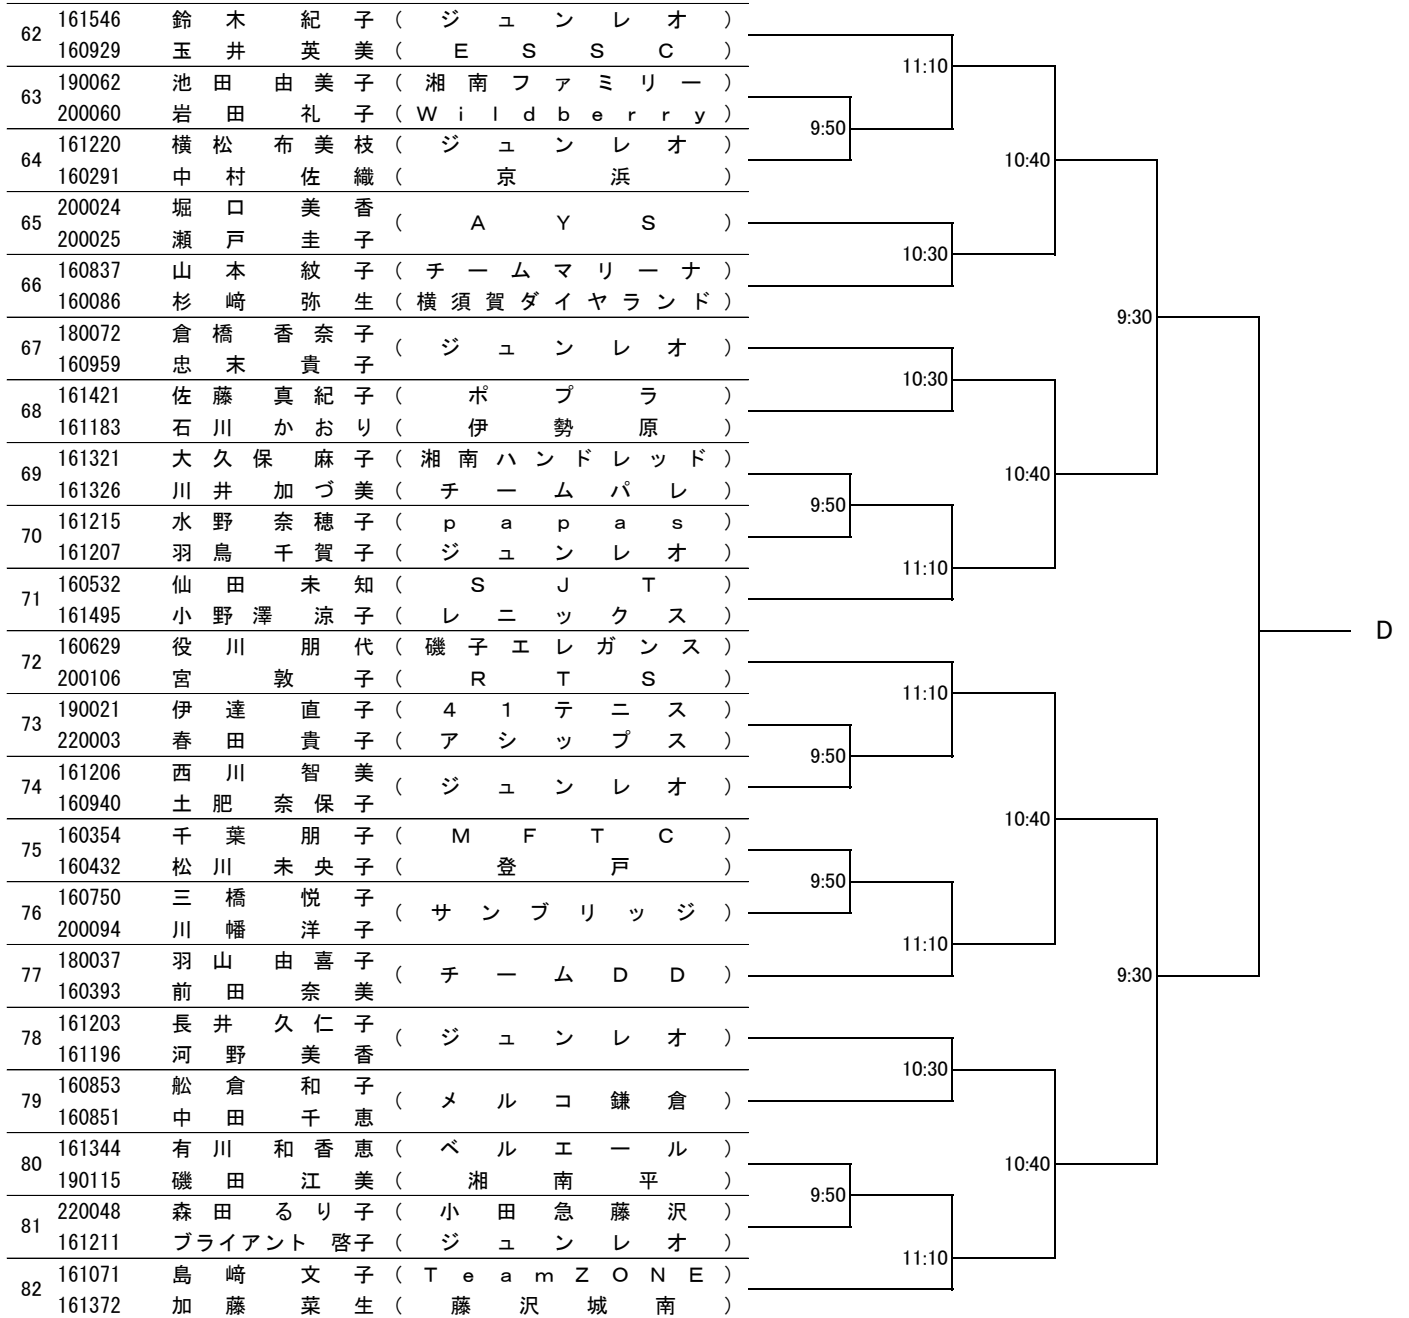 62 161546 鈴木 紀子 (ジュンレオ)
160929 玉井 英美 (ESSC)
63 190062 池田 由美子 (湘南ファミリー)
200060 岩田 礼子 (Wildberry)
64 161220 横松 布美枝 (ジュンレオ)
160291 中村 佐織 (京浜)
65 200024 堀口 美香 (AYS)
200025 瀬戸 圭子
66 160837 山本 紋子 (チームマリーナ)
160086 杉﨑 弥生 (横須賀ダイヤランド)
67 180072 倉橋 香奈子 (ジュンレオ)
160959 忠末 貴子
68 161421 佐藤 真紀子 (ポプラ)
161183 石川 かおり (伊勢原)
69 161321 大久保 麻子 (湘南ハンドレッド)
161326 川井 加づ美 (チームパレ)
70 161215 水野 奈穂子 (papas)
161207 羽鳥 千賀子 (ジュンレオ)
71 160532 仙田 未知 (SJT)
161495 小野澤 涼子 (レニックス)
72 160629 役川 朋代 (磯子エレガンス)
200106 宮 敦子 (RTS)
73 190021 伊達 直子 (41テニス)
220003 春田 貴子 (アシップス)
74 161206 西川 智美 (ジュンレオ)
160940 土肥 奈保子
75 160354 千葉 朋子 (MFTC)
160432 松川 未央子 (登戸)
76 160750 三橋 悦子 (サンブリッジ)
200094 川幡 洋子
77 180037 羽山 由喜子 (チームDD)
160393 前田 奈美
78 161203 長井 久仁子 (ジュンレオ)
161196 河野 美香
79 160853 舩倉 和子 (メルコ鎌倉)
160851 中田 千恵
80 161344 有川 和香恵 (ベルエール)
190115 磯田 江美 (湘南平)
81 220048 森田 るり子 (小田急藤沢)
161211 ブライアント 啓子 (ジュンレオ)
82 161071 島﨑 文子 (TeamZONE)
161372 加藤 菜生 (藤沢城南)
9:50
9:50
9:50
9:50
9:50
11:10
10:30
10:30
11:10
11:10
11:10
10:30
11:10
10:40
10:40
10:40
10:40
9:30
9:30
D